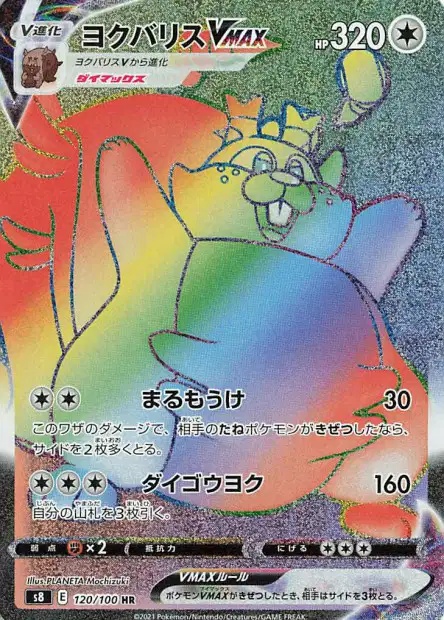 V進化
ヨクバリスVMAX
HP 320
ヨクバリスVから進化
ダイマックス
まるもうけ 30
このワザのダメージで、相手のたねポケモンがきぜつしたなら、
サイドを2枚多くとる。
ダイゴウヨク 160
自分の山札を3枚引く。
弱点 ×2 抵抗力 にげる
Illus. PLANETA Mochizuki
VMAXルール
ポケモンVMAXがきぜつしたとき、相手はサイドを3枚とる。
s8 E 120/100 HR
©2021 Pokémon/Nintendo/Creatures/GAME FREAK.